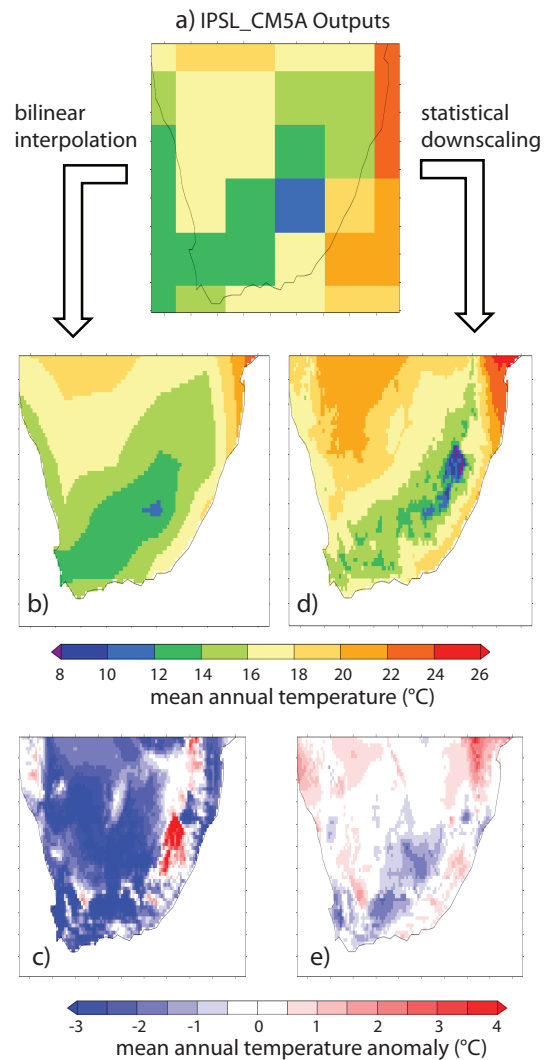 a) IPSL_CM5A Outputs
bilinear
interpolation
statistical
downscaling
b)
d)
8 10 12 14 16 18 20 22 24 26
mean annual temperature (°C)
c)
e)
-3 -2 -1 0 1 2 3 4
mean annual temperature anomaly (°C)